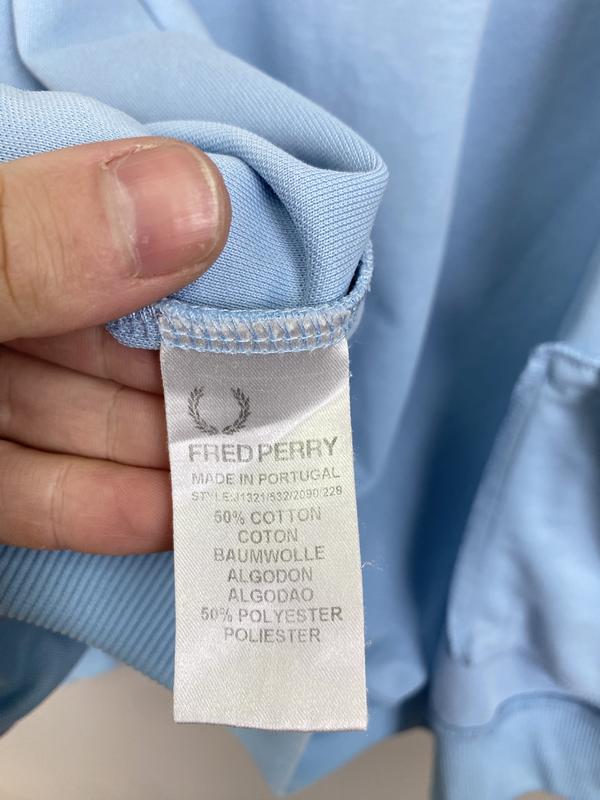 FRED PERRY
MADE IN PORTUGAL
STYLE:J1321/532/2090/229
50% COTTON
COTON
BAUMWOLLE
ALGODON
ALGODAO
50% POLYESTER
POLIESTER